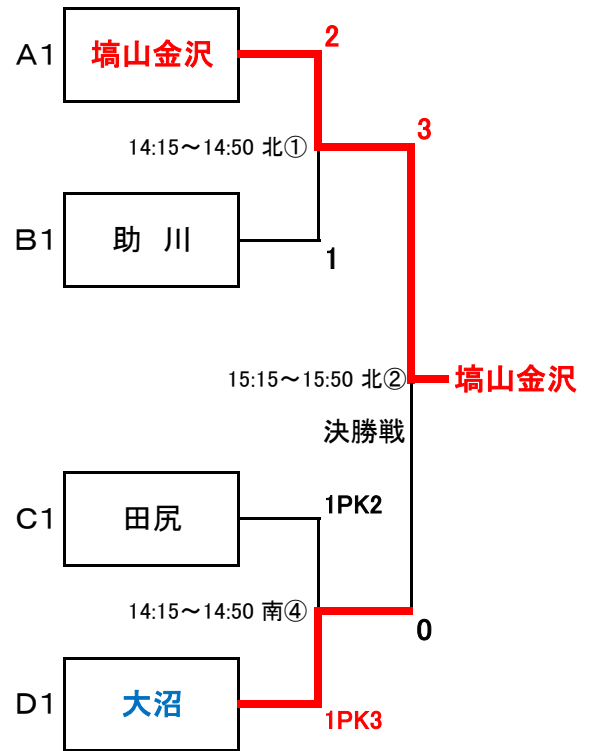 A1 塙山金沢 2
14:15～14:50 北① 3
B1 助 川 1
15:15～15:50 北② 塙山金沢
決勝戦
C1 田尻 1PK2
14:15～14:50 南④ 0
D1 大沼 1PK3